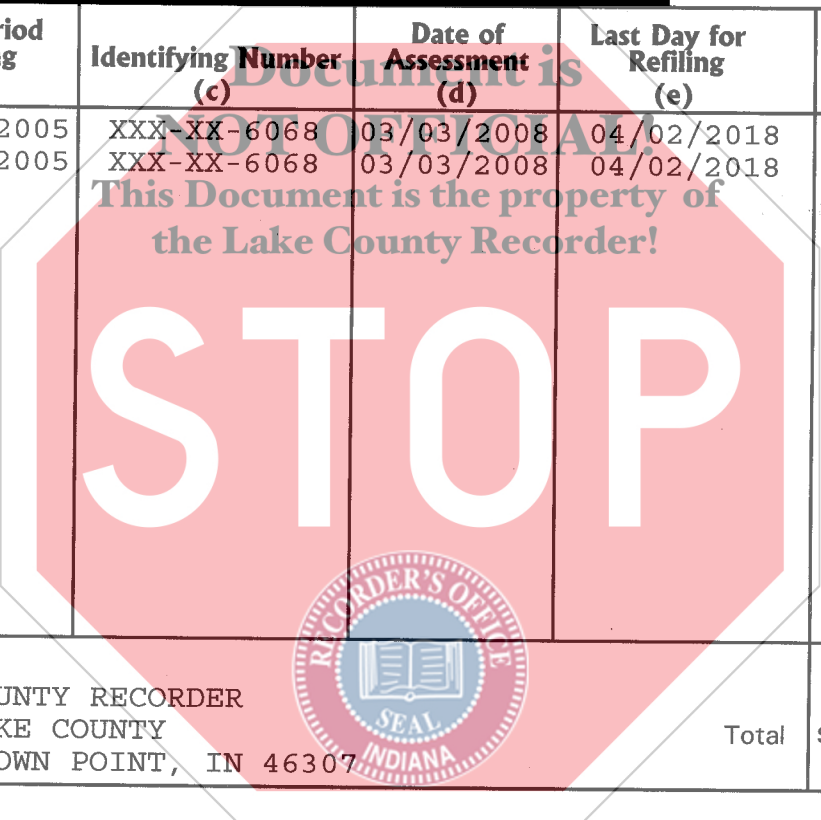 riod
g
Identifying Number
(c)
Date of
Assessment
(d)
Last Day for
Refiling
(e)
2005 XXX-XX-6068 03/03/2008 04/02/2018
2005 XXX-XX-6068 03/03/2008 04/02/2018
Document is
NOT OFFICIAL!
This Document is the property of
the Lake County Recorder!
STOP
RECORDER'S OFFICE
SEAL
INDIANA
UNTY RECORDER
KE COUNTY
OWN POINT, IN 46307
Total